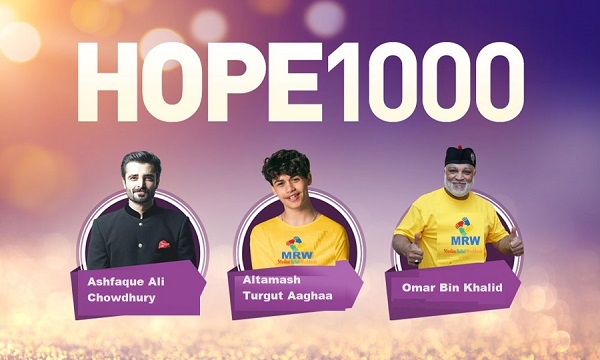 HOPE1000
MRW
MRW
Ashfaque Ali
Chowdhury
Altamash
Turgut Aaghaa
Omar Bin Khalid